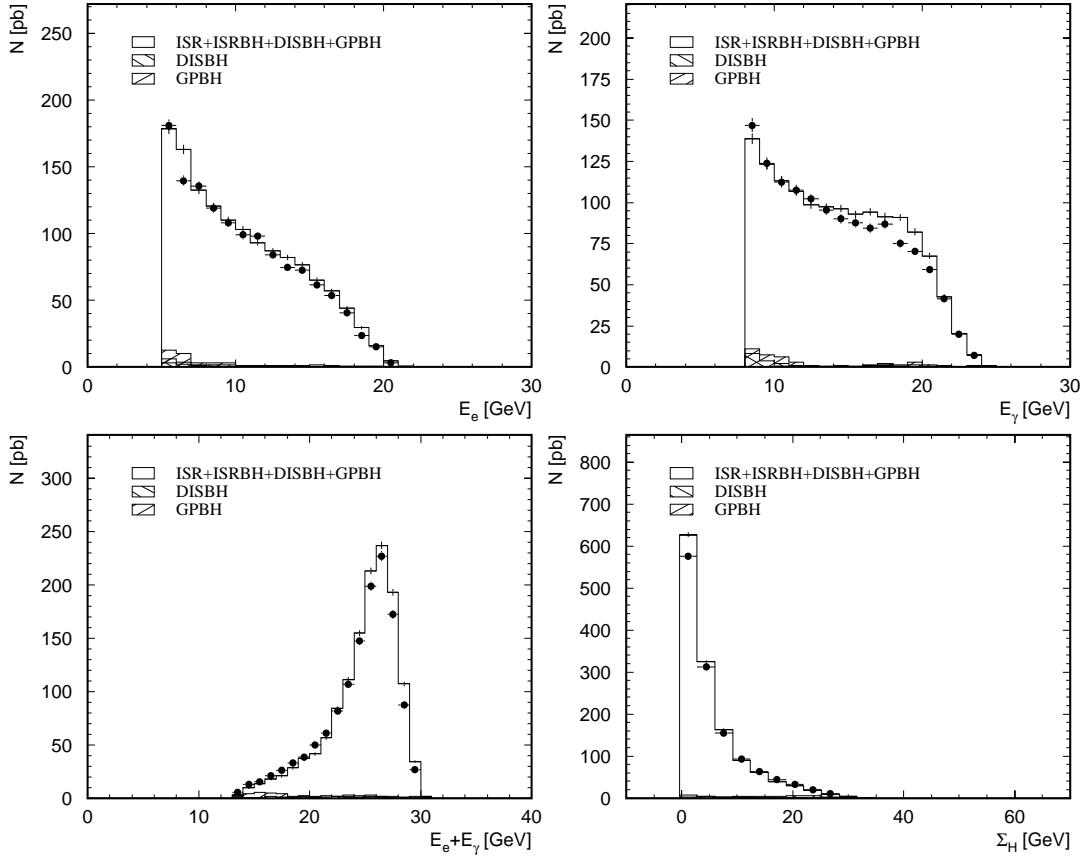 N [pb]
250
200
150
100
50
0
ISR+ISRBH+DISBH+GPBH
DISBH
GPBH
0 10 20 30
E_e [GeV]
N [pb]
200
175
150
125
100
75
50
25
0
ISR+ISRBH+DISBH+GPBH
DISBH
GPBH
0 10 20 30
E_γ [GeV]
N [pb]
300
250
200
150
100
50
0
ISR+ISRBH+DISBH+GPBH
DISBH
GPBH
0 10 20 30 40
E_e+E_γ [GeV]
N [pb]
800
700
600
500
400
300
200
100
0
ISR+ISRBH+DISBH+GPBH
DISBH
GPBH
0 20 40 60
Σ_H [GeV]